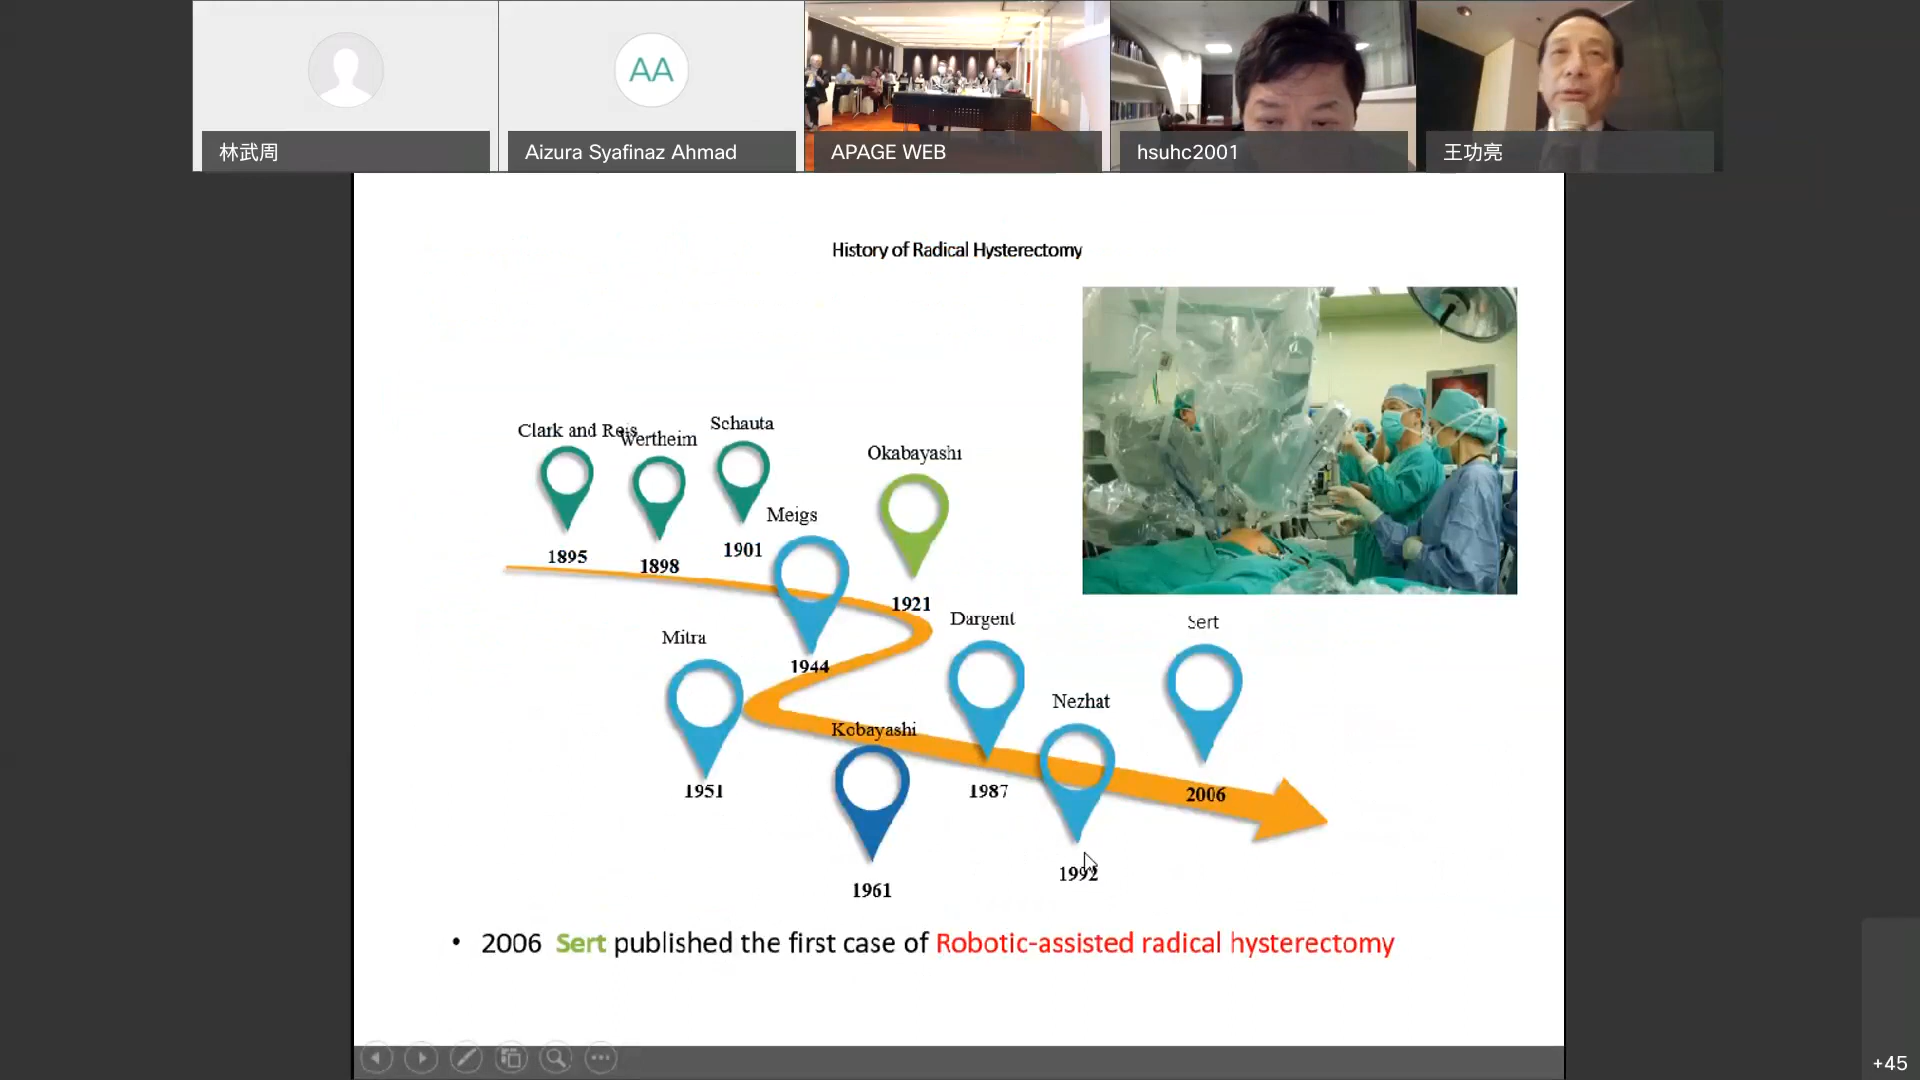 林武周
AA
Aizura Syafinaz Ahmad
APAGE WEB
hsuhc2001
王功亮
History of Radical Hysterectomy
Clark and Reis
Wertheim
Schauta
Okabayashi
Meigs
1895
1898
1901
1921
Mitra
1944
Dargent
Sert
Kobayashi
Nezhat
1951
1987
2006
1961
1992
• 2006 Sert published the first case of Robotic-assisted radical hysterectomy
+45